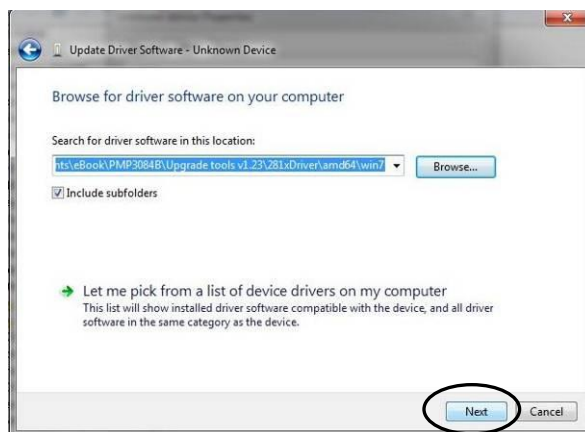 Update Driver Software - Unknown Device
Browse for driver software on your computer
Search for driver software in this location:
nts\eBook\PMP3084B\Upgrade tools v1.23\281xDriver\amd64\win7
Browse...
Include subfolders
Let me pick from a list of device drivers on my computer
This list will show installed driver software compatible with the device, and all driver
software in the same category as the device.
Next
Cancel